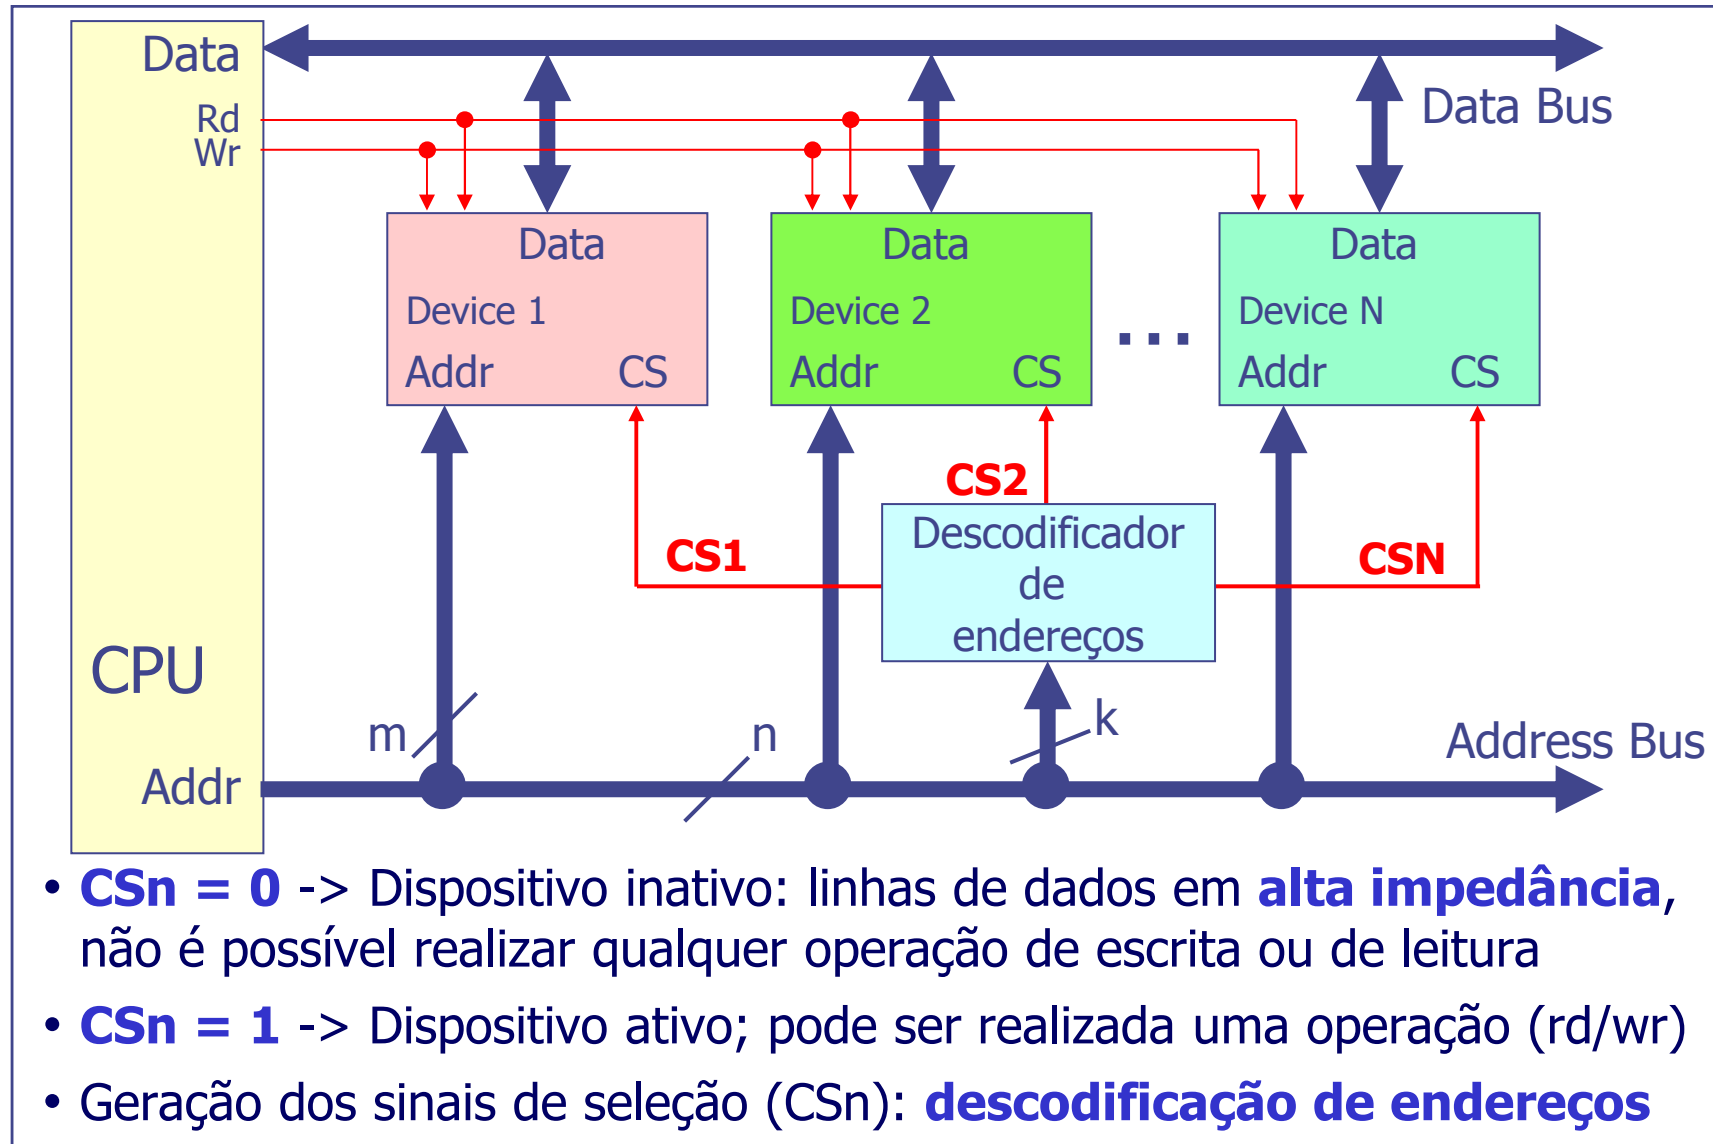 Data
Rd
Wr
Data Bus
Data
Device 1
Addr CS
Data
Device 2
Addr CS
...
Data
Device N
Addr CS
CS1
CS2
CSN
Descodificador
de
endereços
CPU
m
n
k
Addr
Address Bus
• CSn = 0 -> Dispositivo inativo: linhas de dados em alta impedância,
não é possível realizar qualquer operação de escrita ou de leitura
• CSn = 1 -> Dispositivo ativo; pode ser realizada uma operação (rd/wr)
• Geração dos sinais de seleção (CSn): descodificação de endereços